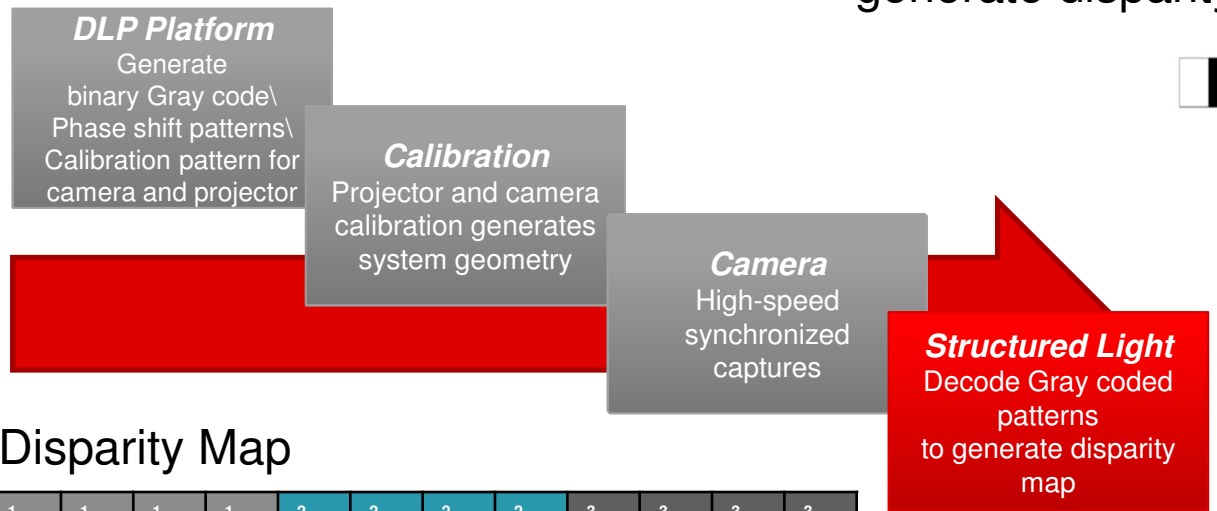 generate disparity
DLP Platform
Generate
binary Gray code\
Phase shift patterns\
Calibration pattern for
camera and projector
Calibration
Projector and camera
calibration generates
system geometry
Camera
High-speed
synchronized
captures
Structured Light
Decode Gray coded
patterns
to generate disparity
map
Disparity Map
1 1 1 1 2 2 2 2 3 3 3 3